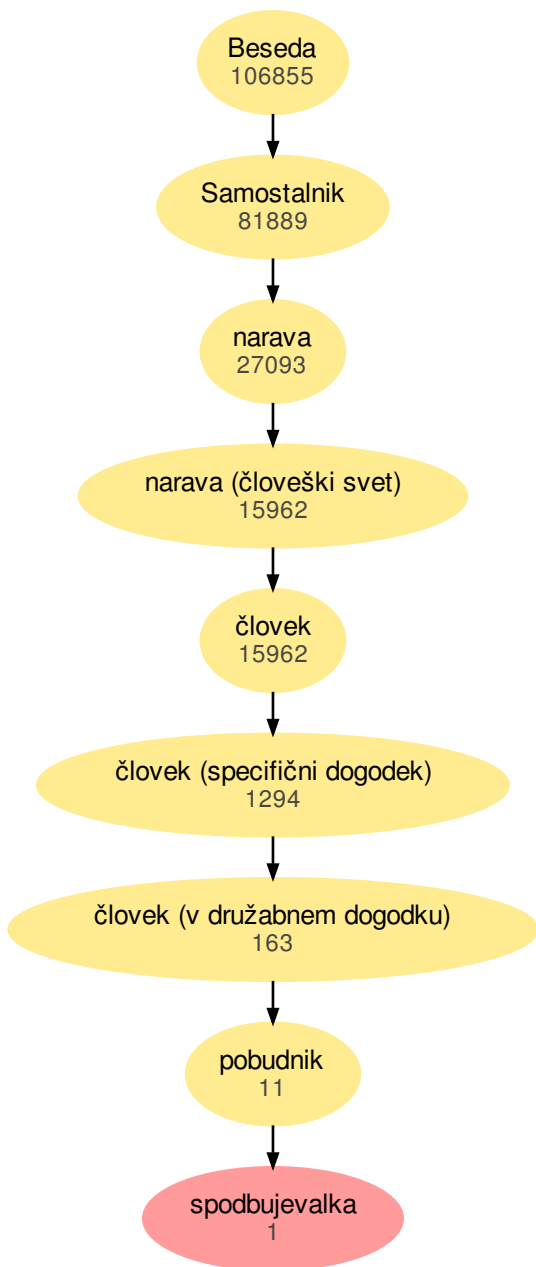 Beseda
106855
Samostalnik
81889
narava
27093
narava (človeški svet)
15962
človek
15962
človek (specifični dogodek)
1294
človek (v družabnem dogodku)
163
pobudnik
11
spodbujevalka
1